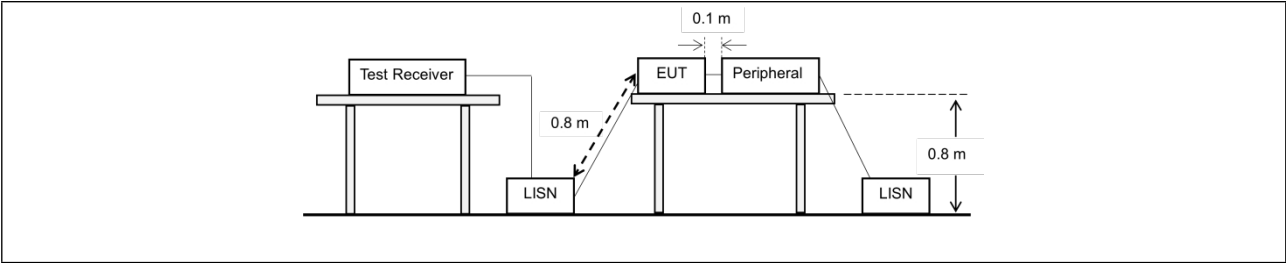 0.1 m
Test Receiver
EUT
Peripheral
0.8 m
0.8 m
LISN
LISN